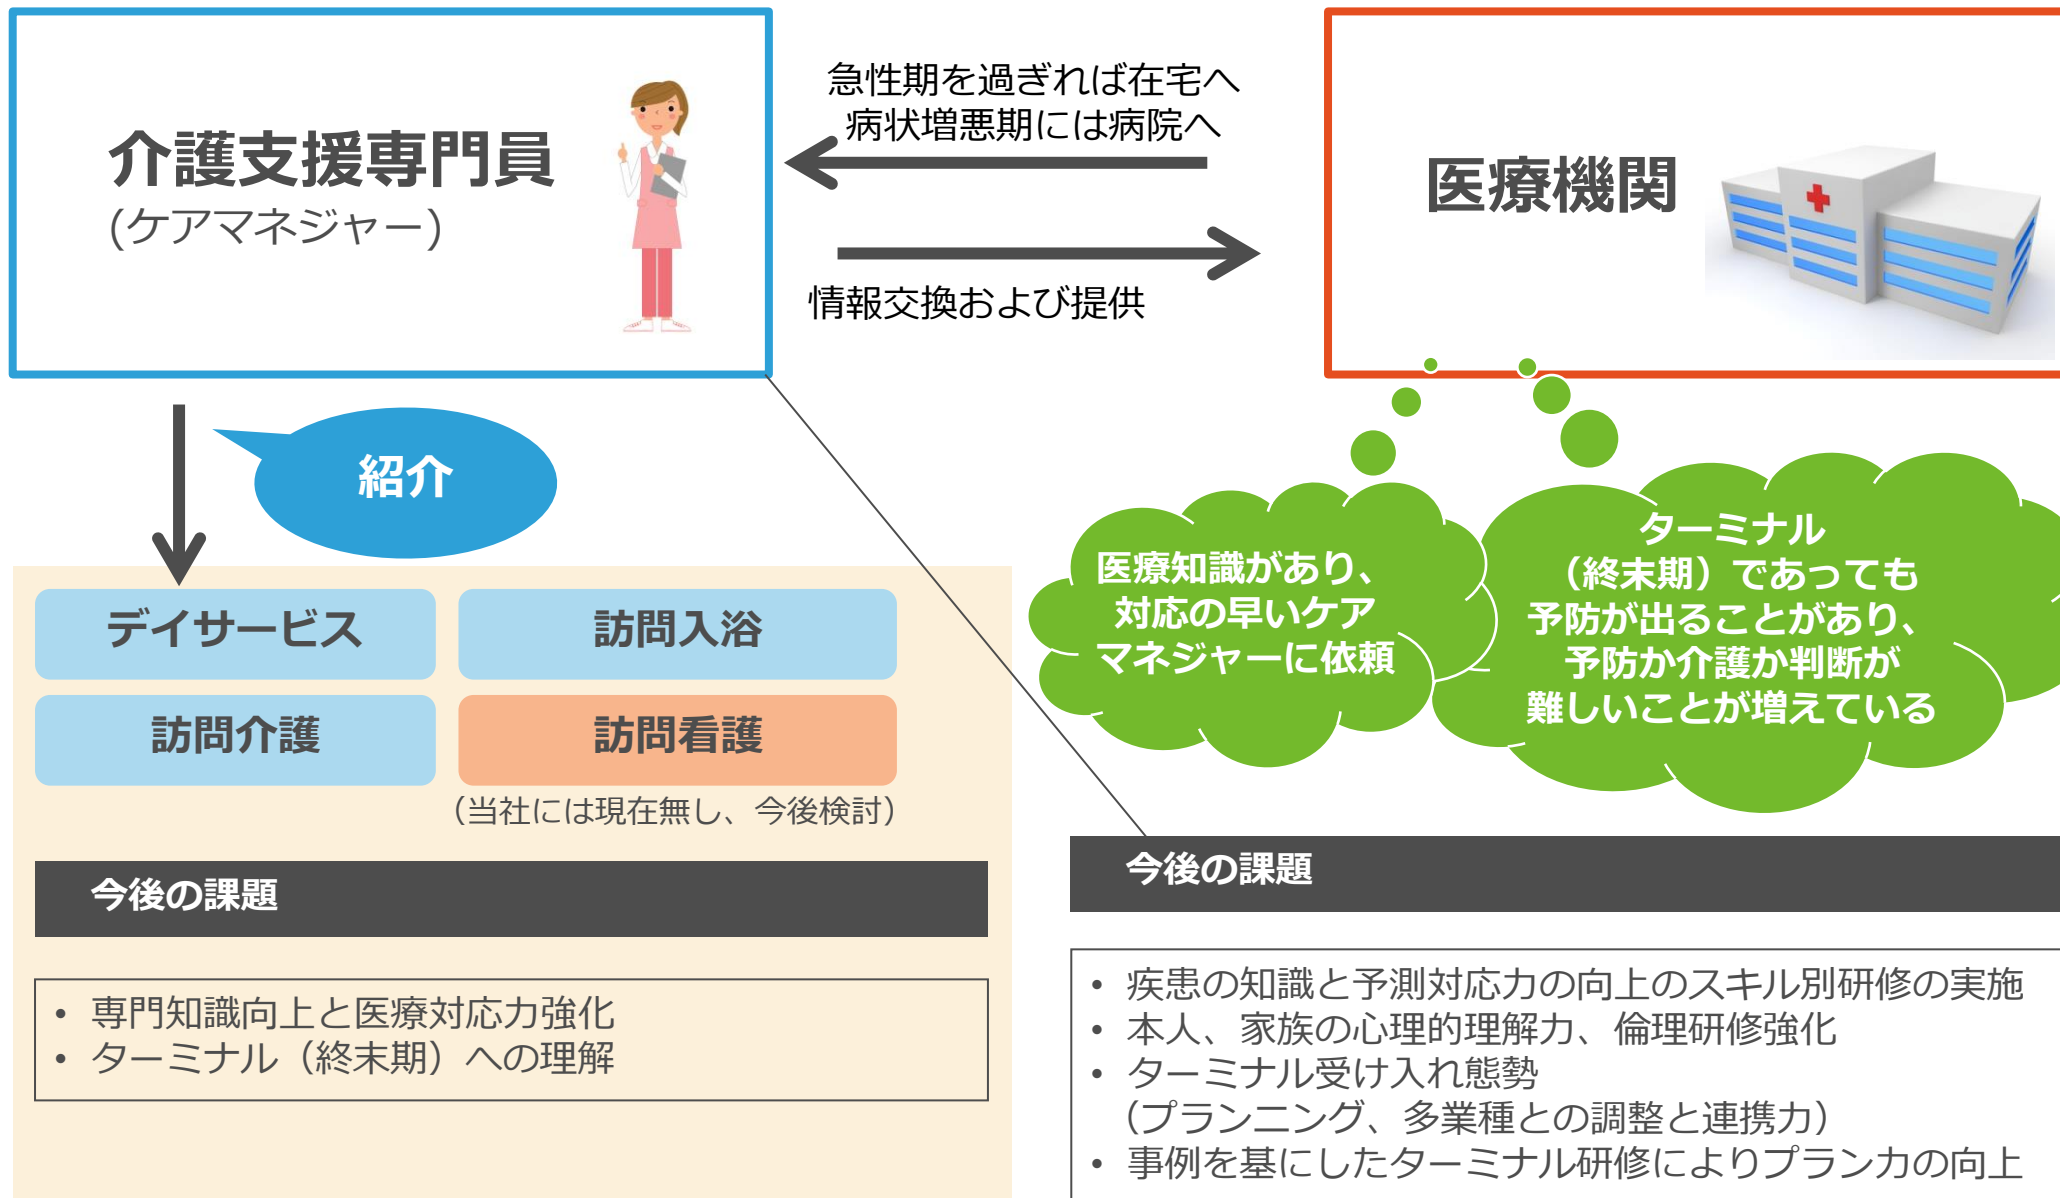 介護支援専門員
(ケアマネジャー)
急性期を過ぎれば在宅へ
病状増悪期には病院へ
情報交換および提供
医療機関
紹介
デイサービス
訪問入浴
訪問介護
訪問看護
（当社には現在無し、今後検討）
今後の課題
• 専門知識向上と医療対応力強化
• ターミナル（終末期）への理解
医療知識があり、
対応の早いケア
マネジャーに依頼
ターミナル
（終末期）であっても
予防が出ることがあり、
予防か介護か判断が
難しいことが増えている
今後の課題
• 疾患の知識と予測対応力の向上のスキル別研修の実施
• 本人、家族の心理的理解力、倫理研修強化
• ターミナル受け入れ態勢
（プランニング、多業種との調整と連携力）
• 事例を基にしたターミナル研修によりプラン力の向上